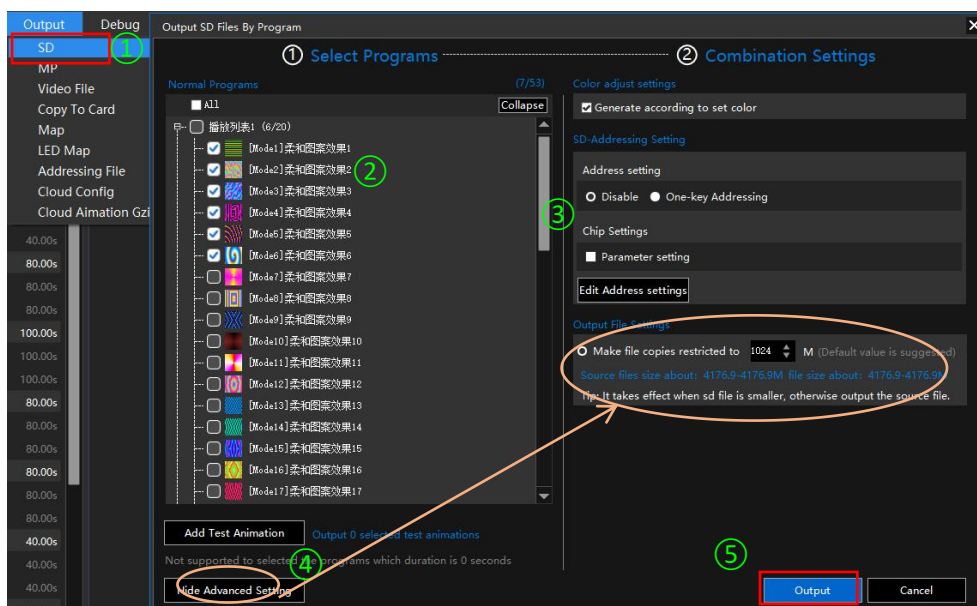 Output Debug
SD
MP
Video File
Copy To Card
Map
LED Map
Addressing File
Cloud Config
Cloud Aimation Gzi
40.00s
80.00s
80.00s
80.00s
100.00s
100.00s
100.00s
80.00s
80.00s
80.00s
80.00s
80.00s
80.00s
40.00s
40.00s
40.00s
①
Output SD Files By Program
① Select Programs
② Combination Settings
Normal Programs (7/53)
All Collapse
播放列表1 (6/20)
[Mode1]柔和图案效果1
[Mode2]柔和图案效果2
②
[Mode3]柔和图案效果3
[Mode4]柔和图案效果4
[Mode5]柔和图案效果5
[Mode6]柔和图案效果6
[Mode7]柔和图案效果7
[Mode8]柔和图案效果8
[Mode9]柔和图案效果9
[Mode10]柔和图案效果10
[Mode11]柔和图案效果11
[Mode12]柔和图案效果12
[Mode13]柔和图案效果13
[Mode14]柔和图案效果14
[Mode15]柔和图案效果15
[Mode16]柔和图案效果16
[Mode17]柔和图案效果17
Add Test Animation Output 0 selected test animations
Not supported to selected the programs which duration is 0 seconds
④
Hide Advanced Setting
Color adjust settings
Generate according to set color
SD-Addressing Setting
Address setting
Disable One-key Addressing
③
Chip Settings
Parameter setting
Edit Address settings
Output File Settings
Make file copies restricted to 1024 M (Default value is suggested)
Source files size about: 4176.9-4176.9M file size about: 4176.9-4176.9M
Tip: It takes effect when sd file is smaller, otherwise output the source file.
⑤
Output Cancel